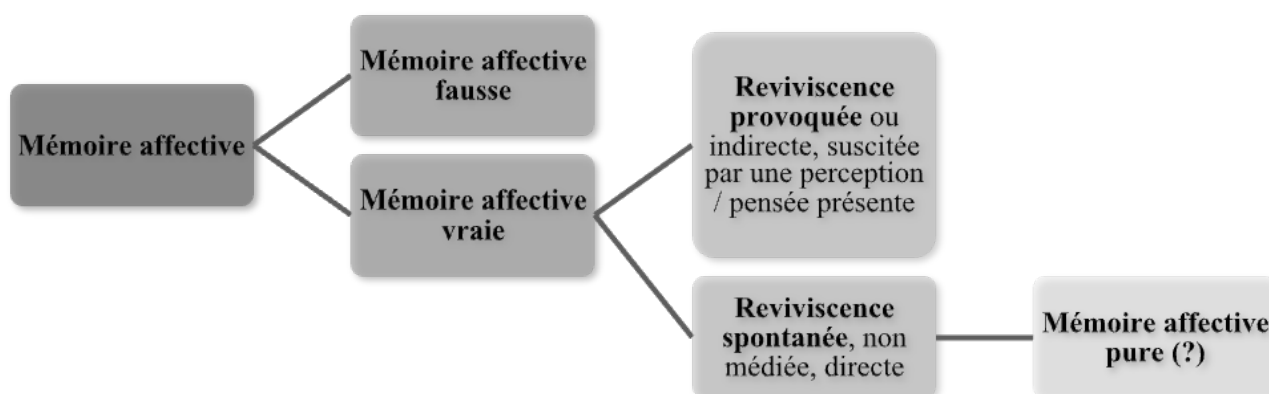 Mémoire affective
Mémoire affective
fausse
Mémoire affective
vraie
Reviviscence
provoquée ou
indirecte, suscitée
par une perception
/ pensée présente
Reviviscence
spontanée, non
médiée, directe
Mémoire affective
pure (?)